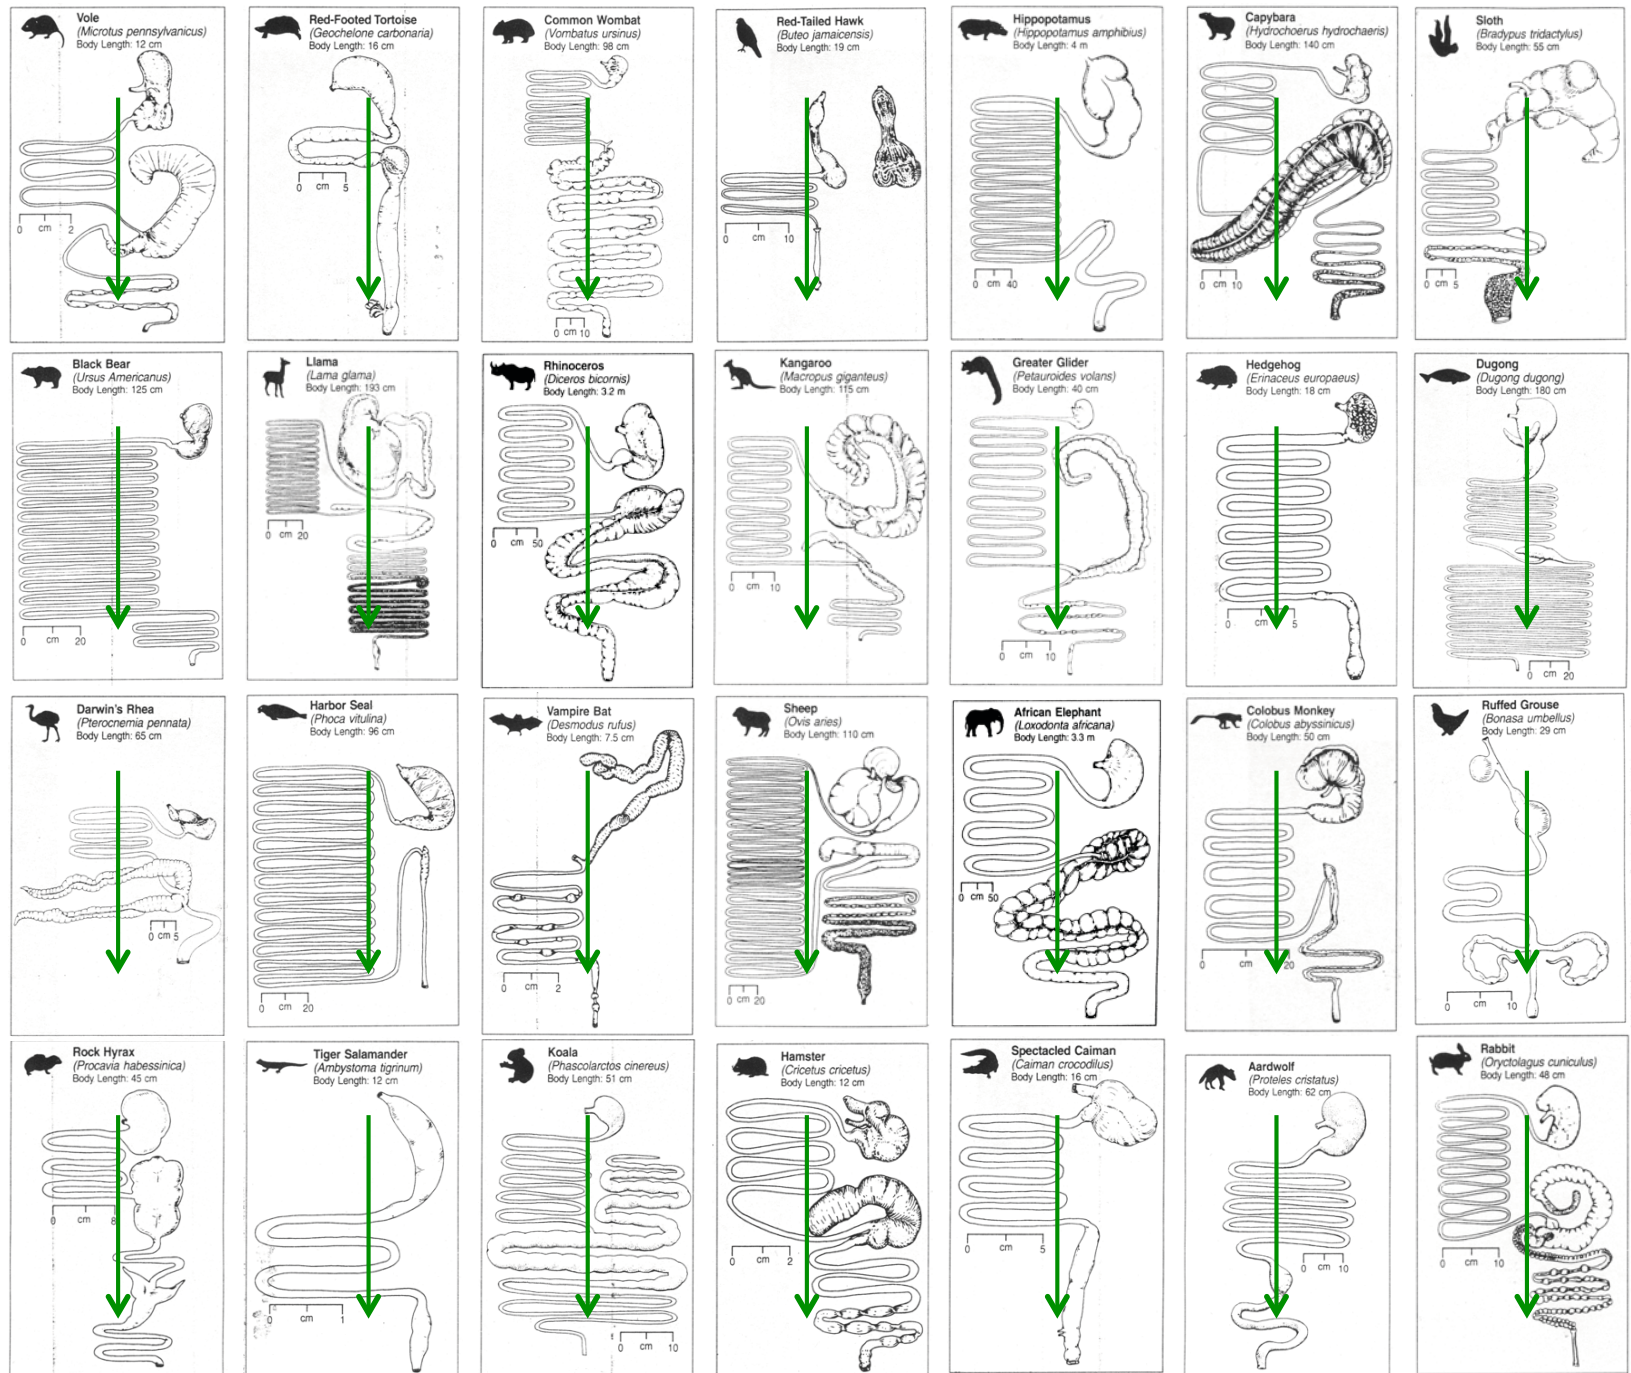 Vole
(Microtus pennsylvanicus)
Body Length: 12 cm
0 cm 2
Red-Footed Tortoise
(Geochelone carbonaria)
Body Length: 16 cm
0 cm 5
Common Wombat
(Vombatus ursinus)
Body Length: 98 cm
0 cm 10
Red-Tailed Hawk
(Buteo jamaicensis)
Body Length: 19 cm
0 cm 10
Hippopotamus
(Hippopotamus amphibius)
Body Length: 4 m
0 cm 40
Capybara
(Hydrochoerus hydrochaeris)
Body Length: 140 cm
0 cm 10
Sloth
(Bradypus tridactylus)
Body Length: 55 cm
0 cm 5
Black Bear
(Ursus Americanus)
Body Length: 125 cm
0 cm 20
Llama
(Lama glama)
Body Length: 193 cm
0 cm 20
Rhinoceros
(Diceros bicornis)
Body Length: 3.2 m
0 cm 50
Kangaroo
(Macropus giganteus)
Body Length: 115 cm
0 cm 10
Greater Glider
(Petauroides volans)
Body Length: 40 cm
0 cm 10
Hedgehog
(Erinaceus europaeus)
Body Length: 18 cm
0 cm 5
Dugong
(Dugong dugong)
Body Length: 180 cm
0 cm 20
Darwin's Rhea
(Pterocnemia pennata)
Body Length: 65 cm
0 cm 5
Harbor Seal
(Phoca vitulina)
Body Length: 96 cm
0 cm 20
Vampire Bat
(Desmodus rufus)
Body Length: 7.5 cm
0 cm 2
Sheep
(Ovis aries)
Body Length: 110 cm
0 cm 20
African Elephant
(Loxodonta africana)
Body Length: 3.3 m
0 cm 50
Colobus Monkey
(Colobus abyssinicus)
Body Length: 50 cm
0 cm 20
Ruffed Grouse
(Bonasa umbellus)
Body Length: 29 cm
0 cm 10
Rock Hyrax
(Procavia habessinica)
Body Length: 45 cm
0 cm 8
Tiger Salamander
(Ambystoma tigrinum)
Body Length: 12 cm
0 cm 1
Koala
(Phascolarctos cinereus)
Body Length: 51 cm
cm 10
Hamster
(Cricetus cricetus)
Body Length: 12 cm
0 cm 2
Spectacled Caiman
(Caiman crocodilus)
Body Length: 16 cm
0 cm 5
Aardwolf
(Proteles cristatus)
Body Length: 62 cm
0 cm 10
Rabbit
(Oryctolagus cuniculus)
Body Length: 48 cm
0 cm 10